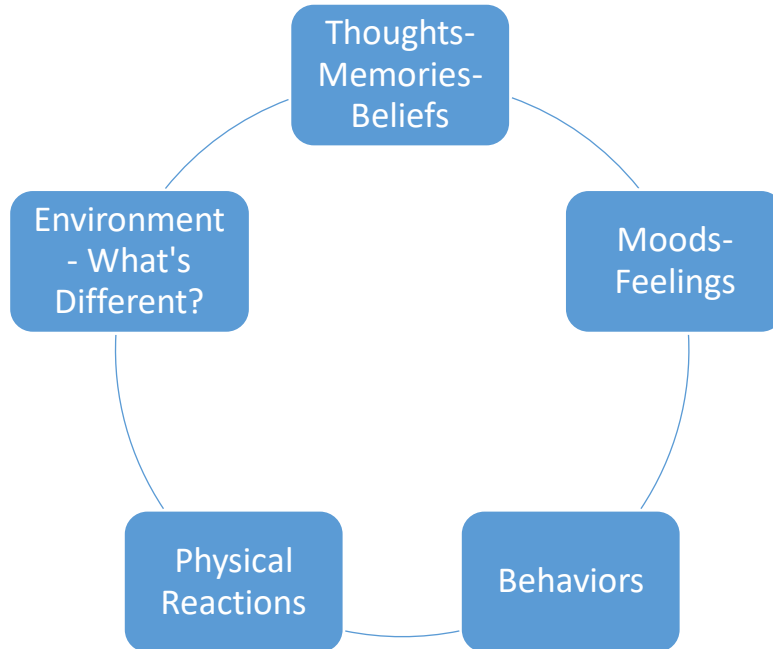 Thoughts-
Memories-
Beliefs
Moods-
Feelings
Behaviors
Physical
Reactions
Environment
- What's
Different?